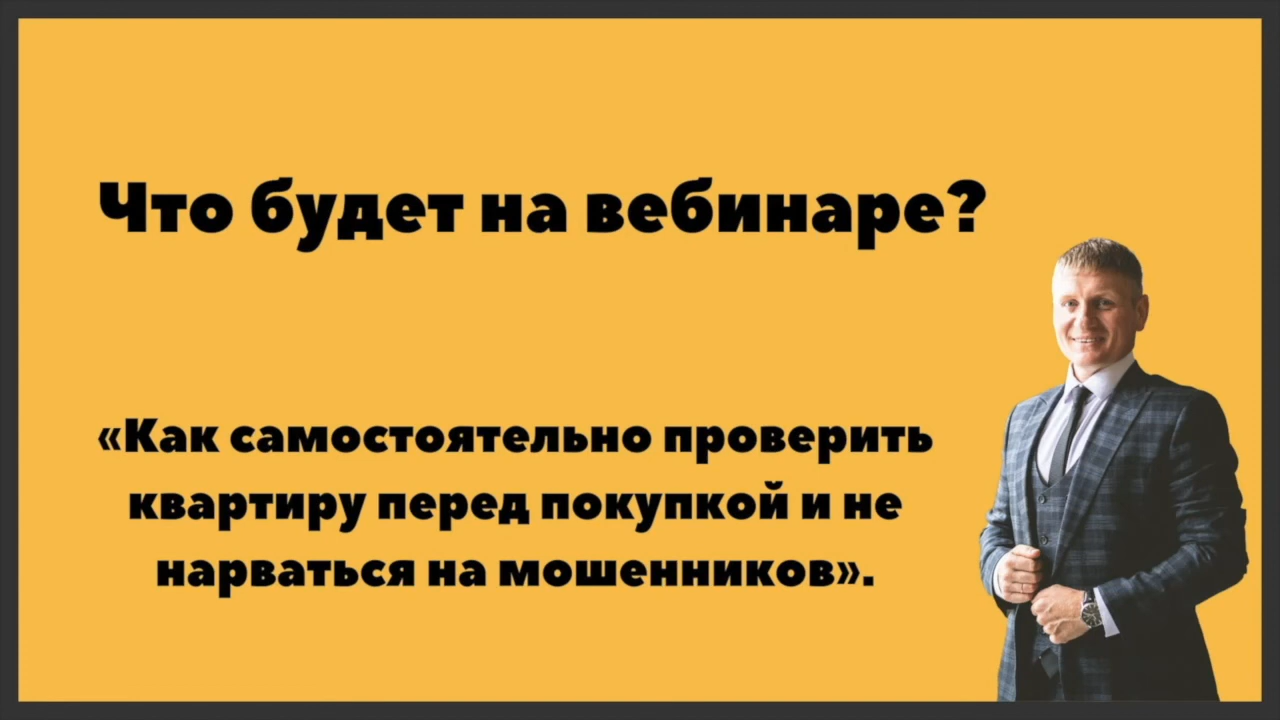 Что будет на вебинаре?
«Как самостоятельно проверить
квартиру перед покупкой и не
нарваться на мошенников».